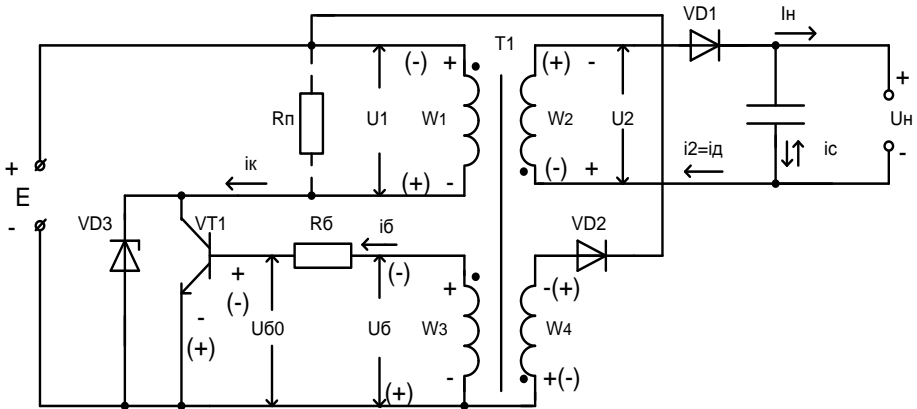 VD1
Iн
T1
(-)
+
(+)
-
+
Rп
U1
W1
W2
U2
Uн
+
E
-
iк
(+)
-
(-)
+
i2=iд
iс
-
VD3
VT1
Rб
iб
VD2
+
(-)
(-)
+
-(+)
-
(+)
Uб0
Uб
W3
W4
(+)
-
+(-)